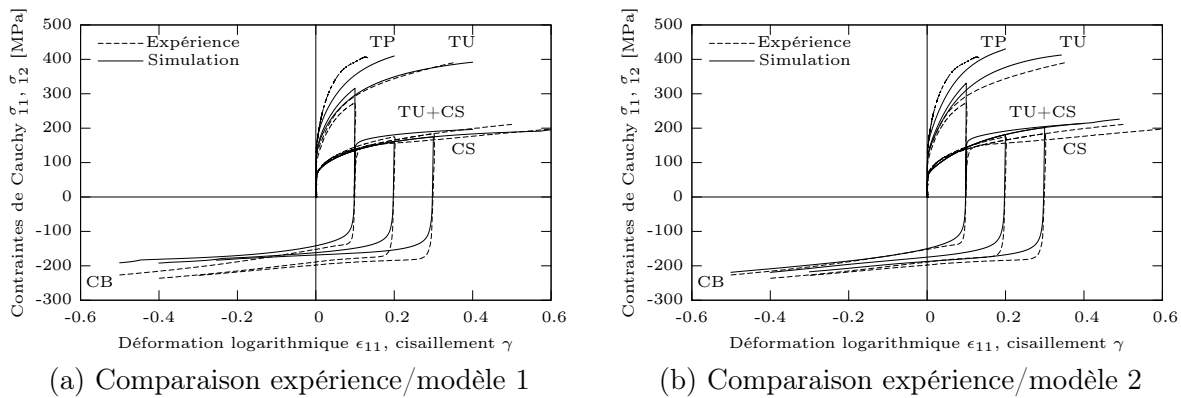 500
400
300
200
100
0
-100
-200
-300
-0.6 -0.4 -0.2 0 0.2 0.4 0.6
Contraintes de Cauchy σ11, σ12 [MPa]
Déformation logarithmique ϵ11, cisaillement γ
Expérience
Simulation
TP
TU
TU+CS
CS
CB
(a) Comparaison expérience/modèle 1
500
400
300
200
100
0
-100
-200
-300
-0.6 -0.4 -0.2 0 0.2 0.4 0.6
Contraintes de Cauchy σ11, σ12 [MPa]
Déformation logarithmique ϵ11, cisaillement γ
Expérience
Simulation
TP
TU
TU+CS
CS
CB
(b) Comparaison expérience/modèle 2